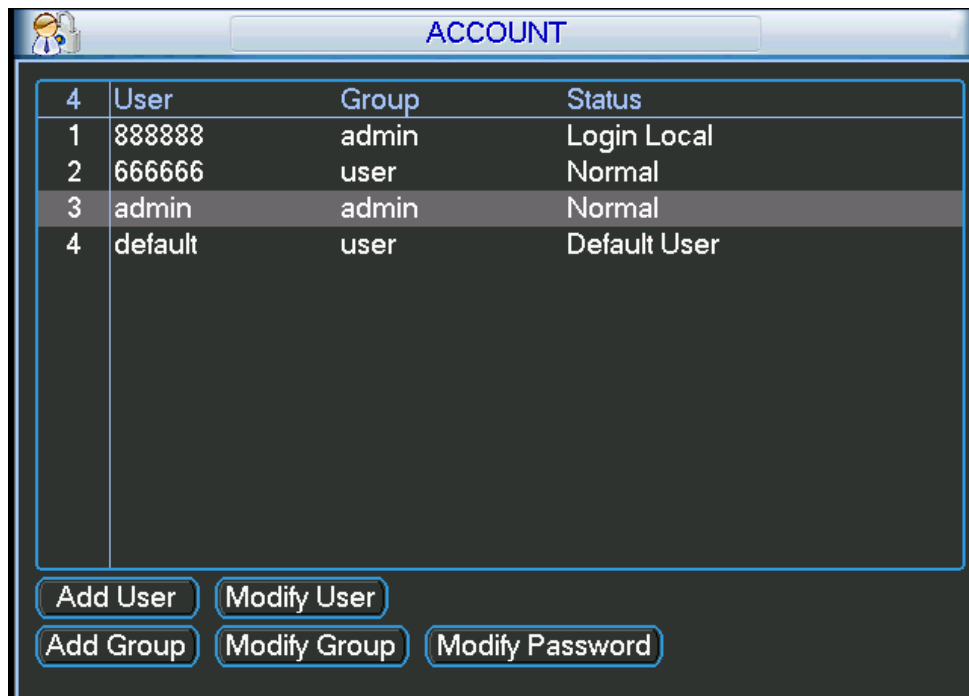 ACCOUNT
4 User Group Status
1 888888 admin Login Local
2 666666 user Normal
3 admin admin Normal
4 default user Default User
Add User Modify User
Add Group Modify Group Modify Password